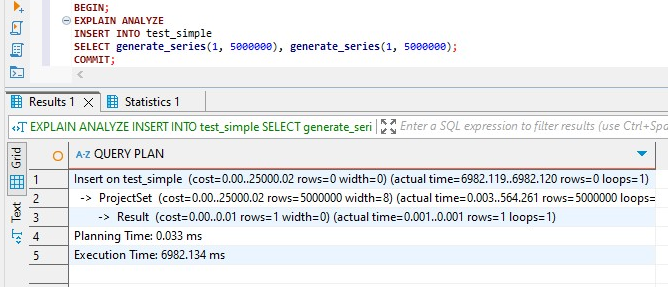 BEGIN;
EXPLAIN ANALYZE
INSERT INTO test_simple
SELECT generate_series(1, 5000000), generate_series(1, 5000000);
COMMIT;
Results 1
Statistics 1
EXPLAIN ANALYZE INSERT INTO test_simple SELECT generate_seri
Enter a SQL expression to filter results (use Ctrl+Spa
Grid
Text
A-Z QUERY PLAN
1 Insert on test_simple (cost=0.00..25000.02 rows=0 width=0) (actual time=6982.119..6982.120 rows=0 loops=1)
2 -> ProjectSet (cost=0.00..25000.02 rows=5000000 width=8) (actual time=0.003..564.261 rows=5000000 loops=
3 -> Result (cost=0.00..0.01 rows=1 width=0) (actual time=0.001..0.001 rows=1 loops=1)
4 Planning Time: 0.033 ms
5 Execution Time: 6982.134 ms